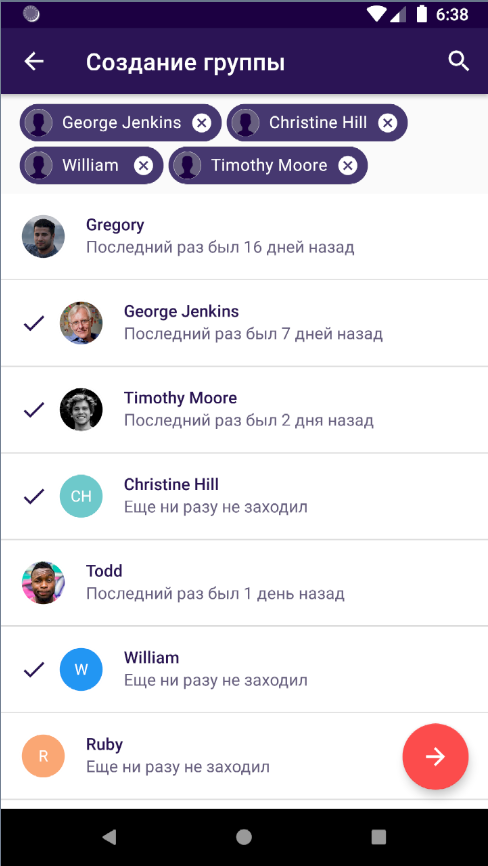 6:38
Создание группы
George Jenkins Christine Hill
William Timothy Moore
Gregory
Последний раз был 16 дней назад
George Jenkins
Последний раз был 7 дней назад
Timothy Moore
Последний раз был 2 дня назад
CH
Christine Hill
Еще ни разу не заходил
Todd
Последний раз был 1 день назад
W
William
Еще ни разу не заходил
R
Ruby
Еще ни разу не заходил